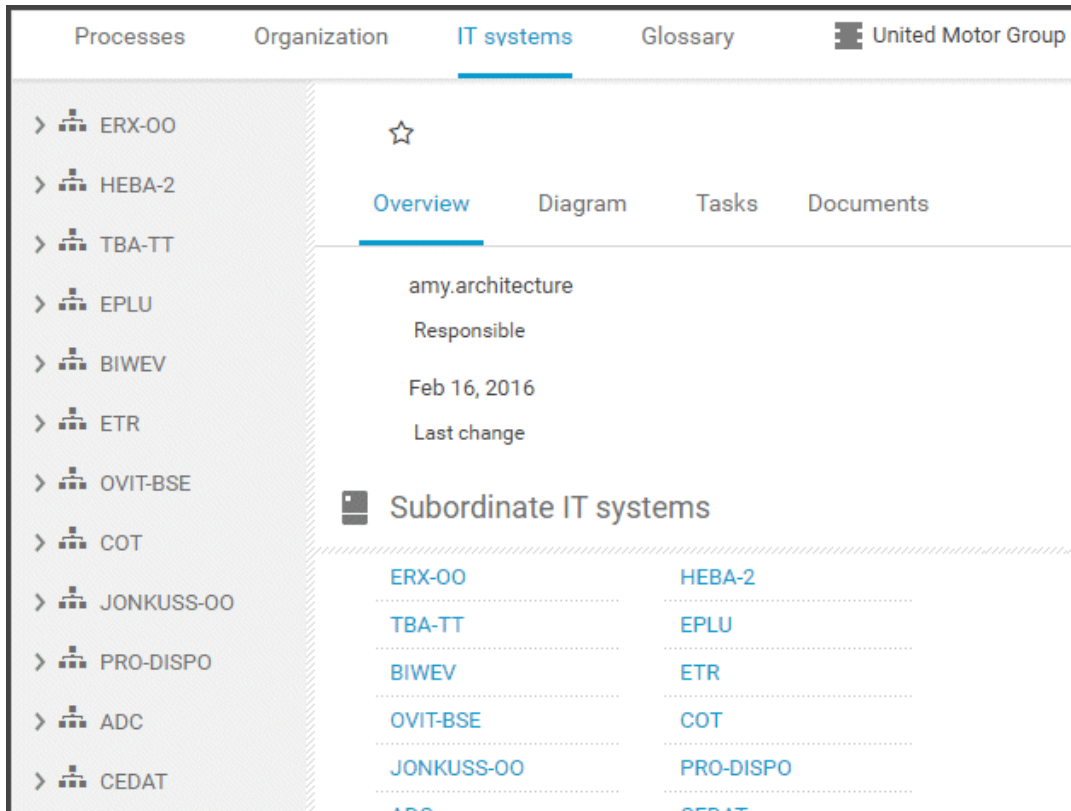 Processes Organization IT systems Glossary United Motor Group
ERX-OO
HEBA-2
TBA-TT
EPLU
BIWEV
ETR
OVIT-BSE
COT
JONKUSS-OO
PRO-DISPO
ADC
CEDAT
Overview Diagram Tasks Documents
amy.architecture
Responsible
Feb 16, 2016
Last change
Subordinate IT systems
ERX-OO HEBA-2
TBA-TT EPLU
BIWEV ETR
OVIT-BSE COT
JONKUSS-OO PRO-DISPO
ADC CEDAT